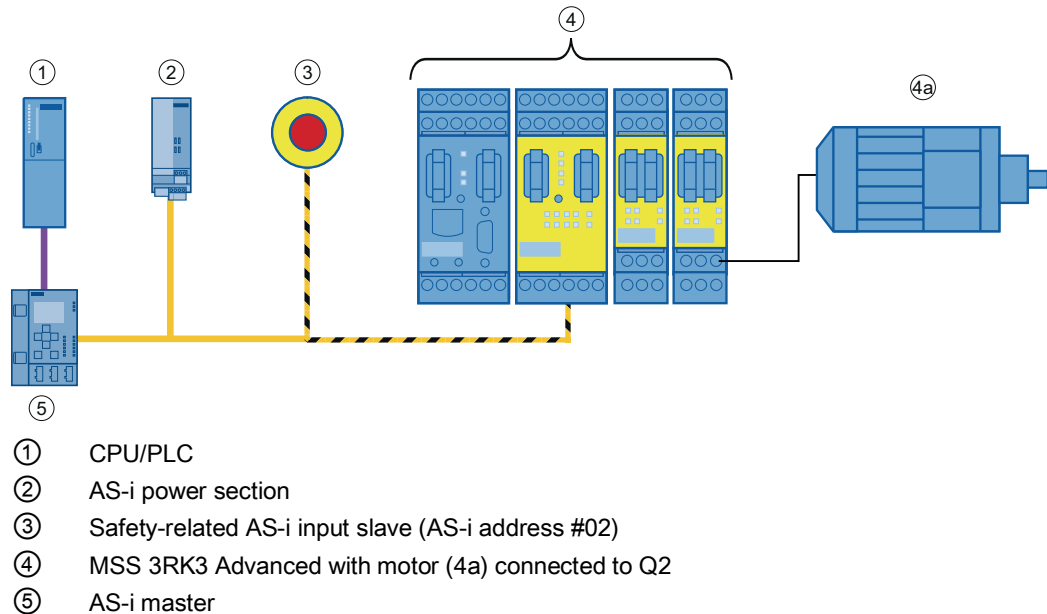 4
1
2
3
4a
5
1 CPU/PLC
2 AS-i power section
3 Safety-related AS-i input slave (AS-i address #02)
4 MSS 3RK3 Advanced with motor (4a) connected to Q2
5 AS-i master